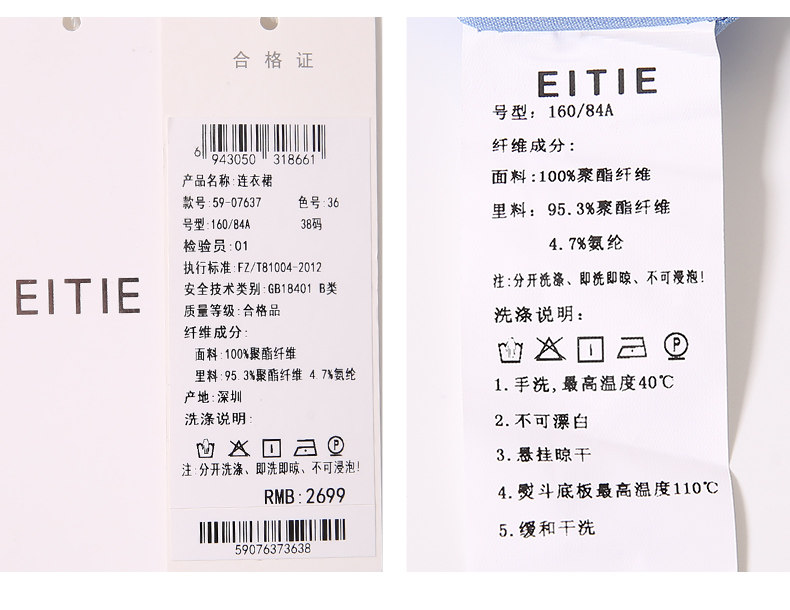 EITIE
合格证
6 943050 318661
产品名称:连衣裙
款号:59-07637 色号:36
号型:160/84A 38码
检验员:01
执行标准:FZ/T81004-2012
安全技术类别:GB18401 B类
质量等级:合格品
纤维成分:
面料:100%聚酯纤维
里料:95.3%聚酯纤维 4.7%氨纶
产地:深圳
洗涤说明:
P
注:分开洗涤、即洗即晾、不可浸泡!
RMB:2699
59076373638
EITIE
号型: 160/84A
纤维成分:
面料:100%聚酯纤维
里料: 95.3%聚酯纤维
4.7%氨纶
注:分开洗涤、即洗即晾、不可浸泡!
洗涤说明:
P
1.手洗,最高温度40℃
2.不可漂白
3.悬挂晾干
4.熨斗底板最高温度110℃
5.缓和干洗